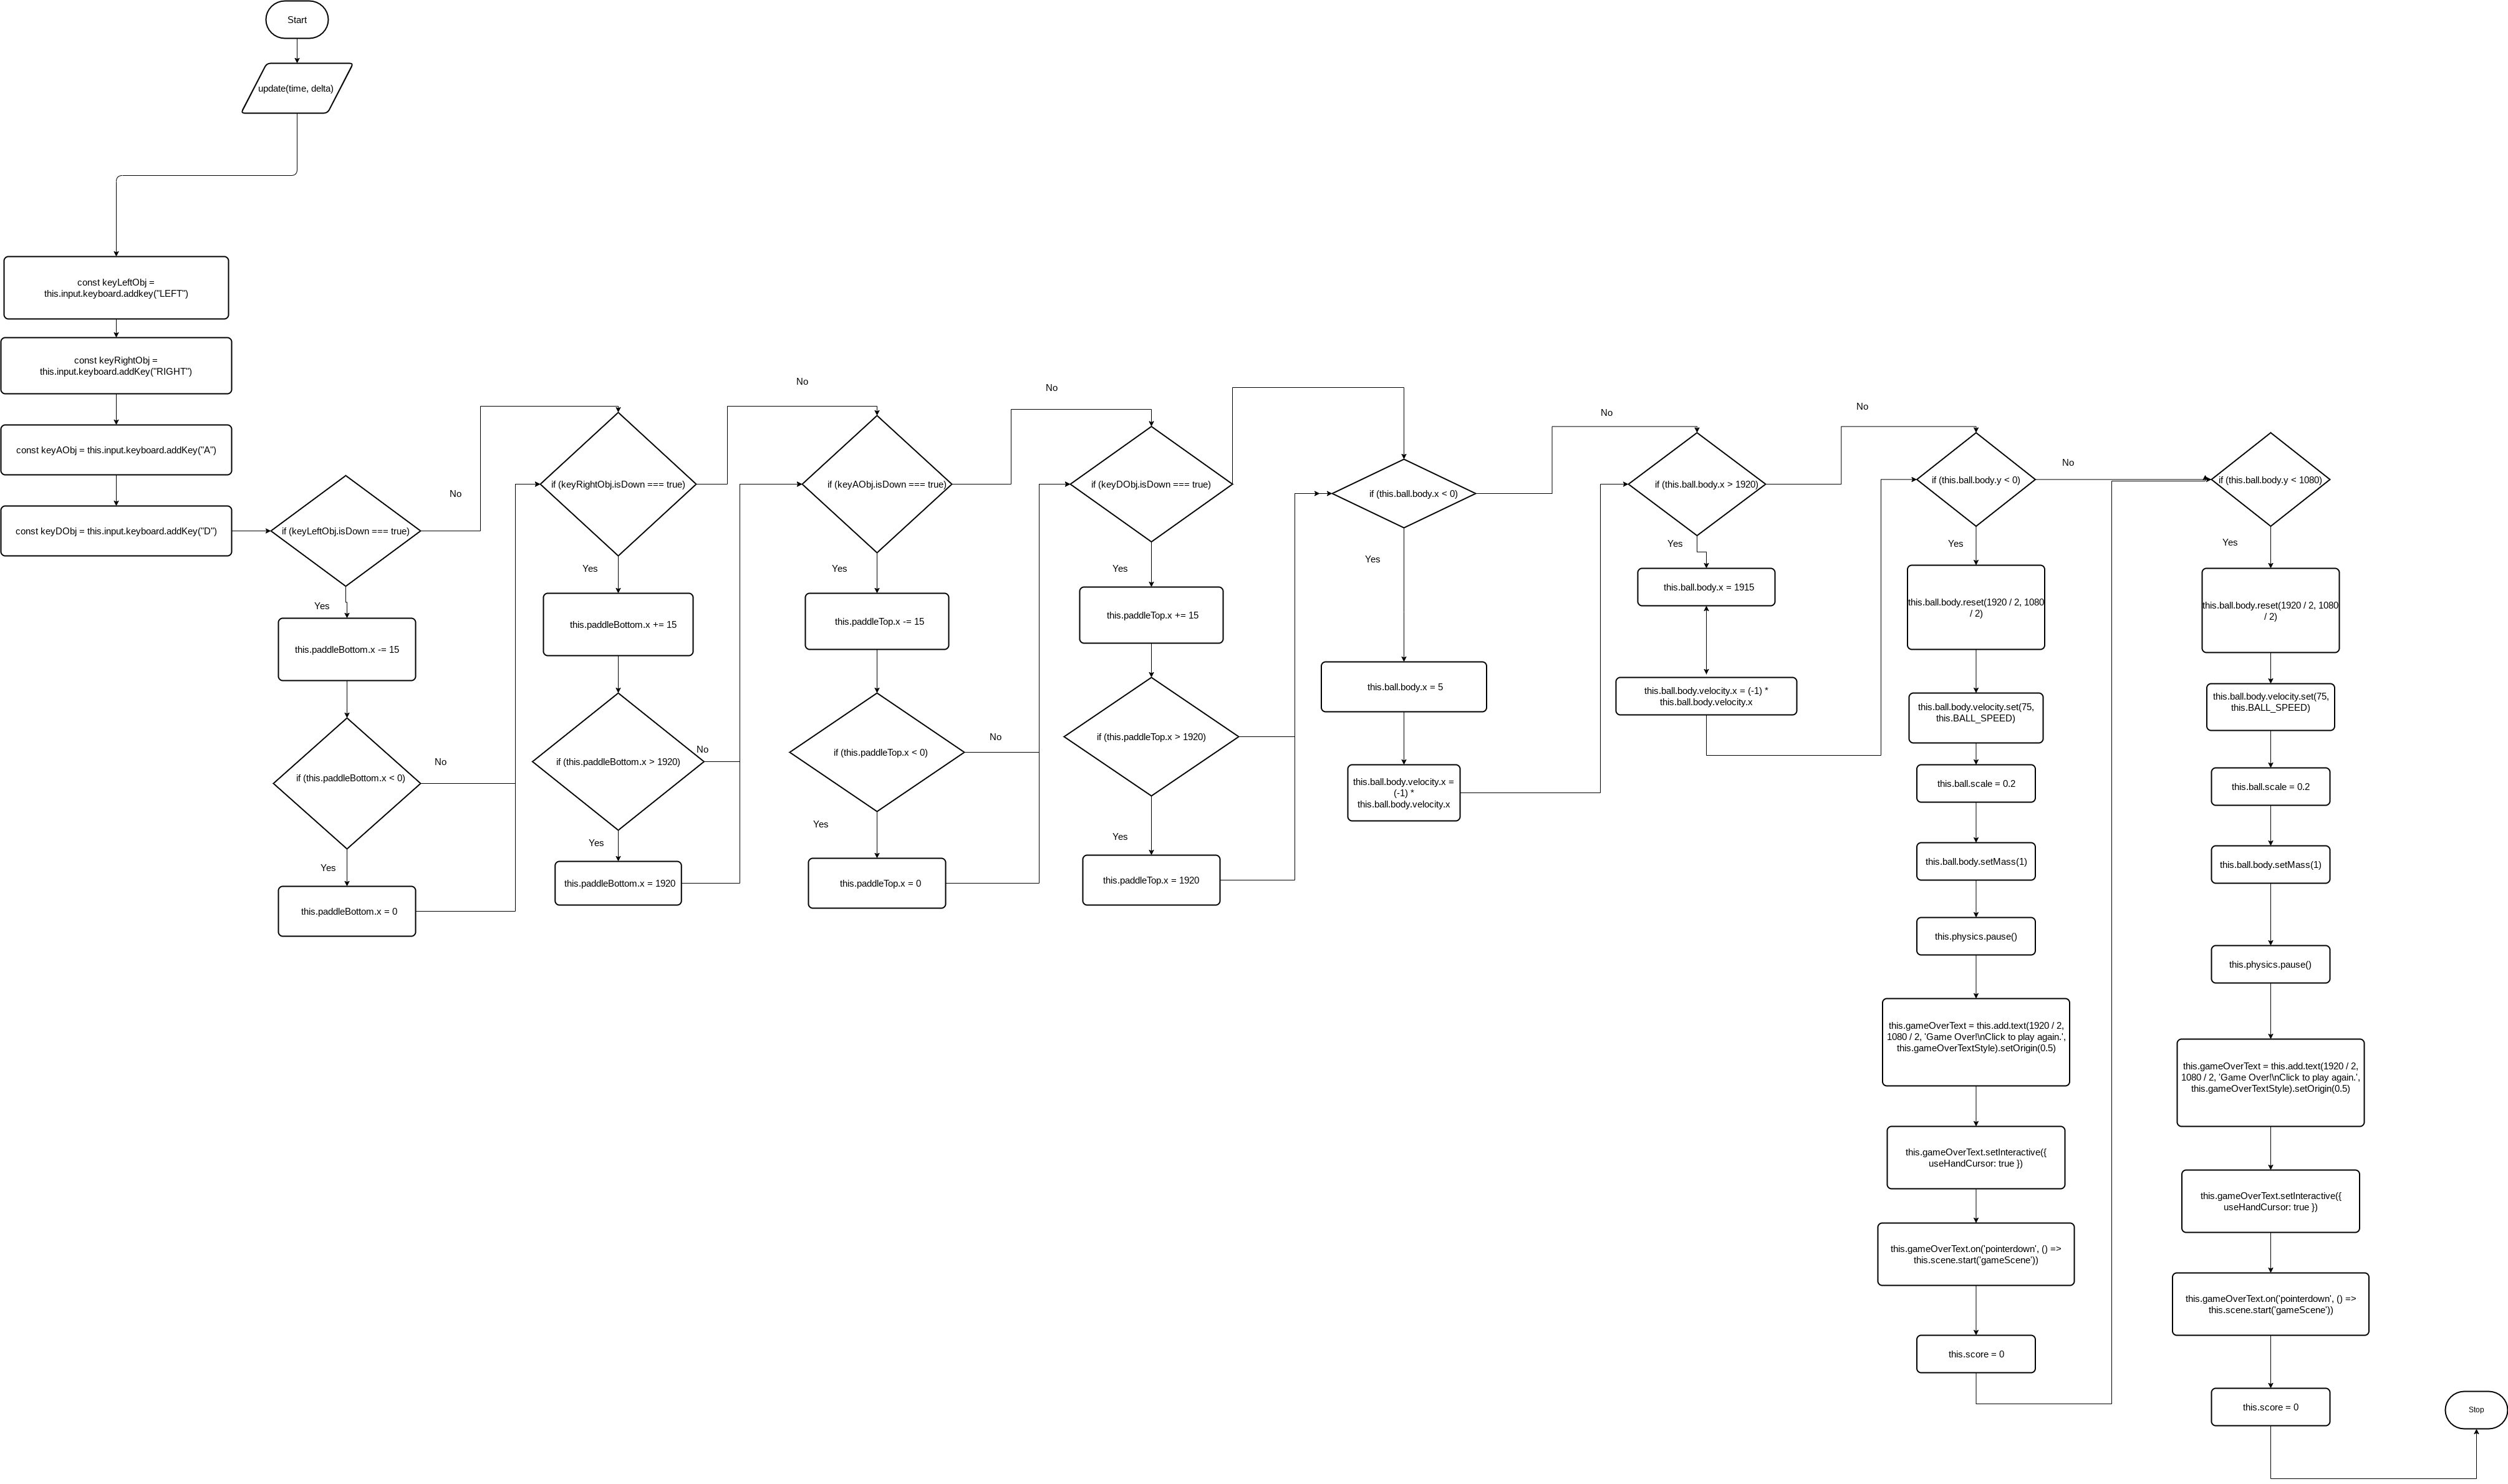 Start
update(time, delta)
const keyLeftObj =
this.input.keyboard.addkey("LEFT")
const keyRightObj =
this.input.keyboard.addKey("RIGHT")
const keyAObj = this.input.keyboard.addKey("A")
const keyDObj = this.input.keyboard.addKey("D")
if (keyLeftObj.isDown === true)
No
Yes
this.paddleBottom.x -= 15
if (this.paddleBottom.x < 0)
No
Yes
this.paddleBottom.x = 0
if (keyRightObj.isDown === true)
No
Yes
this.paddleBottom.x += 15
if (this.paddleBottom.x > 1920)
No
Yes
this.paddleBottom.x = 1920
if (keyAObj.isDown === true)
No
Yes
this.paddleTop.x -= 15
if (this.paddleTop.x < 0)
No
Yes
this.paddleTop.x = 0
if (keyDObj.isDown === true)
Yes
this.paddleTop.x += 15
if (this.paddleTop.x > 1920)
Yes
this.paddleTop.x = 1920
if (this.ball.body.x < 0)
No
Yes
this.ball.body.x = 5
this.ball.body.velocity.x =
(-1) *
this.ball.body.velocity.x
if (this.ball.body.x > 1920)
No
Yes
this.ball.body.x = 1915
this.ball.body.velocity.x = (-1) *
this.ball.body.velocity.x
if (this.ball.body.y < 0)
No
Yes
this.ball.body.reset(1920 / 2, 1080
/ 2)
this.ball.body.velocity.set(75,
this.BALL_SPEED)
this.ball.scale = 0.2
this.ball.body.setMass(1)
this.physics.pause()
this.gameOverText = this.add.text(1920 / 2,
1080 / 2, 'Game Over!\nClick to play again.',
this.gameOverTextStyle).setOrigin(0.5)
this.gameOverText.setInteractive({
useHandCursor: true })
this.gameOverText.on('pointerdown', () =>
this.scene.start('gameScene'))
this.score = 0
if (this.ball.body.y < 1080)
Yes
this.ball.body.reset(1920 / 2, 1080
/ 2)
this.ball.body.velocity.set(75,
this.BALL_SPEED)
this.ball.scale = 0.2
this.ball.body.setMass(1)
this.physics.pause()
this.gameOverText = this.add.text(1920 / 2,
1080 / 2, 'Game Over!\nClick to play again.',
this.gameOverTextStyle).setOrigin(0.5)
this.gameOverText.setInteractive({
useHandCursor: true })
this.gameOverText.on('pointerdown', () =>
this.scene.start('gameScene'))
this.score = 0
Stop